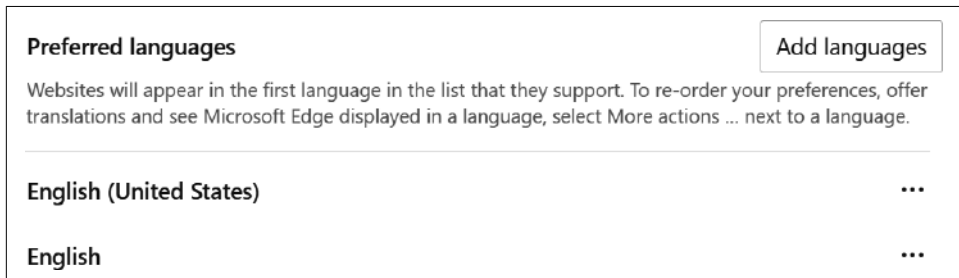 Preferred languages
Add languages
Websites will appear in the first language in the list that they support. To re-order your preferences, offer
translations and see Microsoft Edge displayed in a language, select More actions ... next to a language.
English (United States)
...
English
...